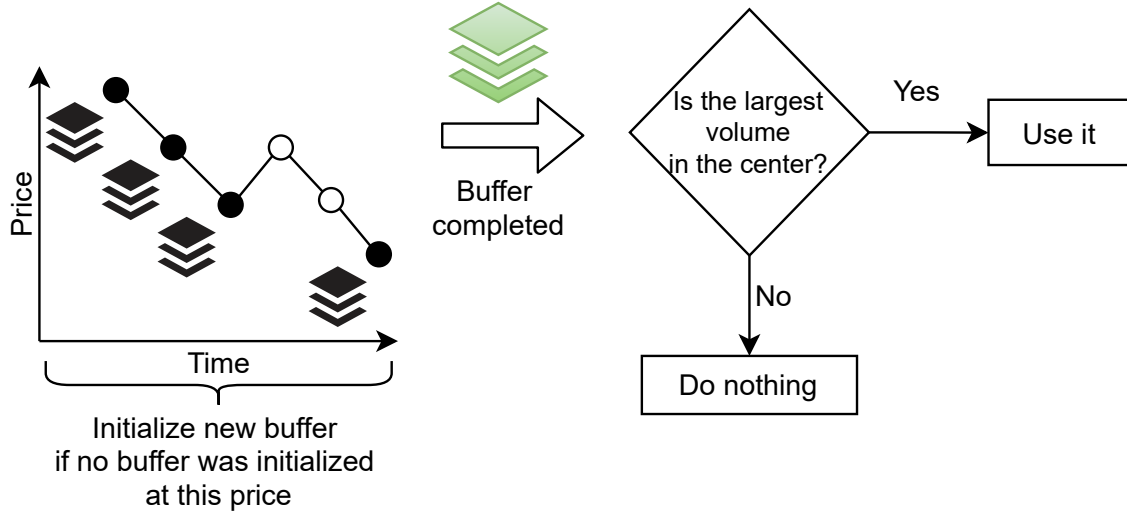 Price
Time
Initialize new buffer
if no buffer was initialized
at this price
Buffer
completed
Is the largest
volume
in the center?
Yes
Use it
No
Do nothing